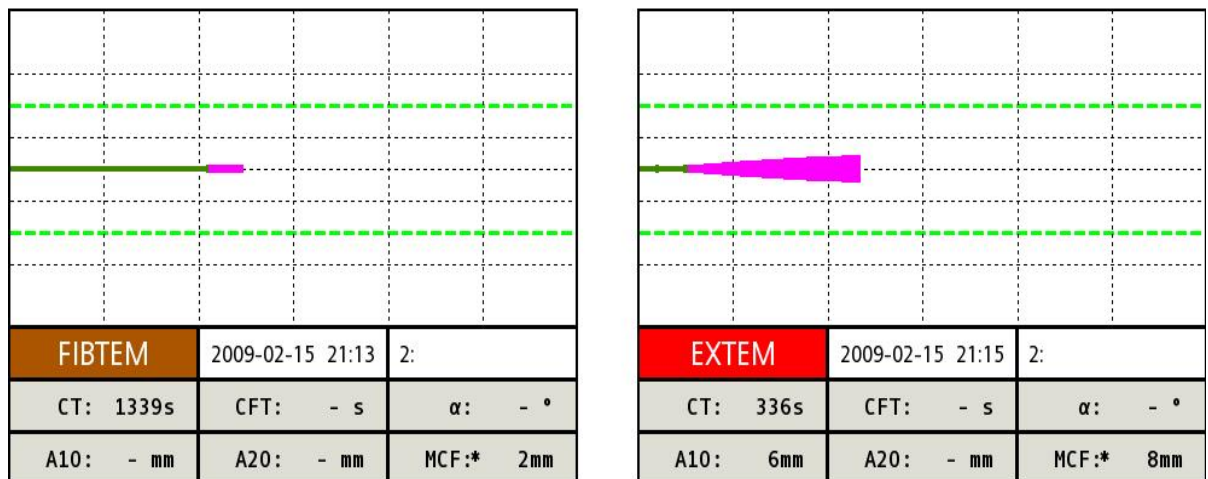 FIBTEM 2009-02-15 21:13 2:
CT: 1339s CFT: - s α: - °
A10: - mm A20: - mm MCF:* 2mm
EXTEM 2009-02-15 21:15 2:
CT: 336s CFT: - s α: - °
A10: 6mm A20: - mm MCF:* 8mm